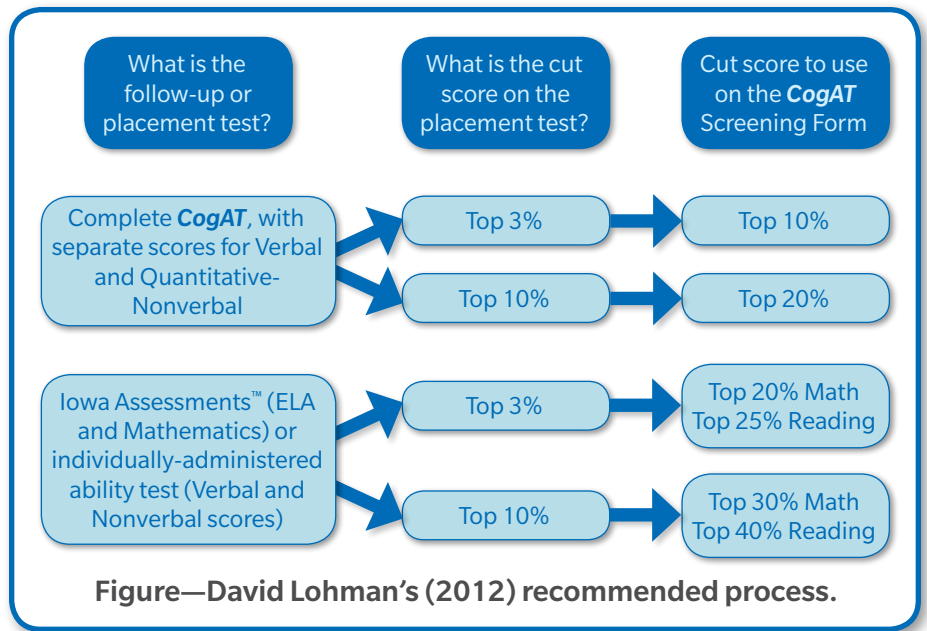 What is the
follow-up or
placement test?
What is the cut
score on the
placement test?
Cut score to use
on the CogAT
Screening Form
Complete CogAT, with
separate scores for Verbal
and Quantitative-
Nonverbal
Top 3%
Top 10%
Top 10%
Top 20%
Iowa Assessments™ (ELA
and Mathematics) or
individually-administered
ability test (Verbal and
Nonverbal scores)
Top 3%
Top 20% Math
Top 25% Reading
Top 10%
Top 30% Math
Top 40% Reading
Figure—David Lohman's (2012) recommended process.